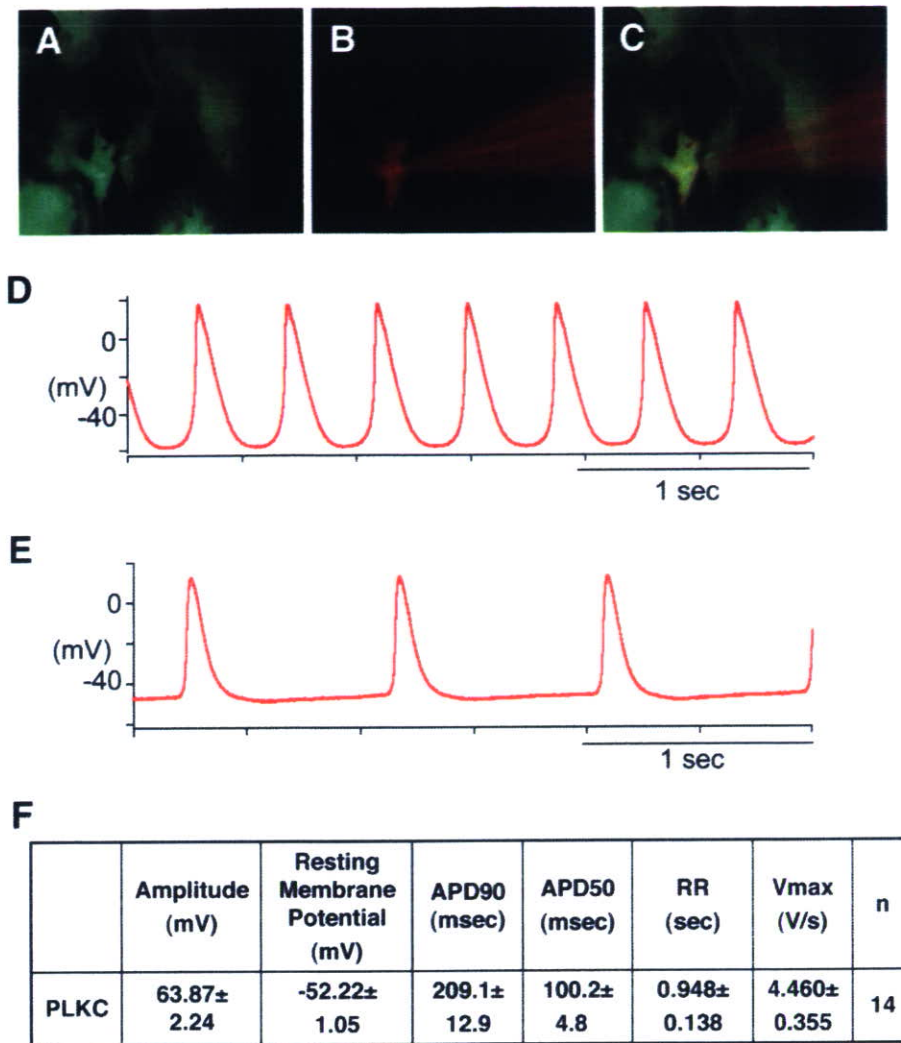 A B C
D
0
(mV)
-40
1 sec
E
0
(mV)
-40
1 sec
F
Amplitude (mV) Resting Membrane Potential (mV) APD90 (msec) APD50 (msec) RR (sec) Vmax (V/s) n
PLKC 63.87± 2.24 -52.22± 1.05 209.1± 12.9 100.2± 4.8 0.948± 0.138 4.460± 0.355 14